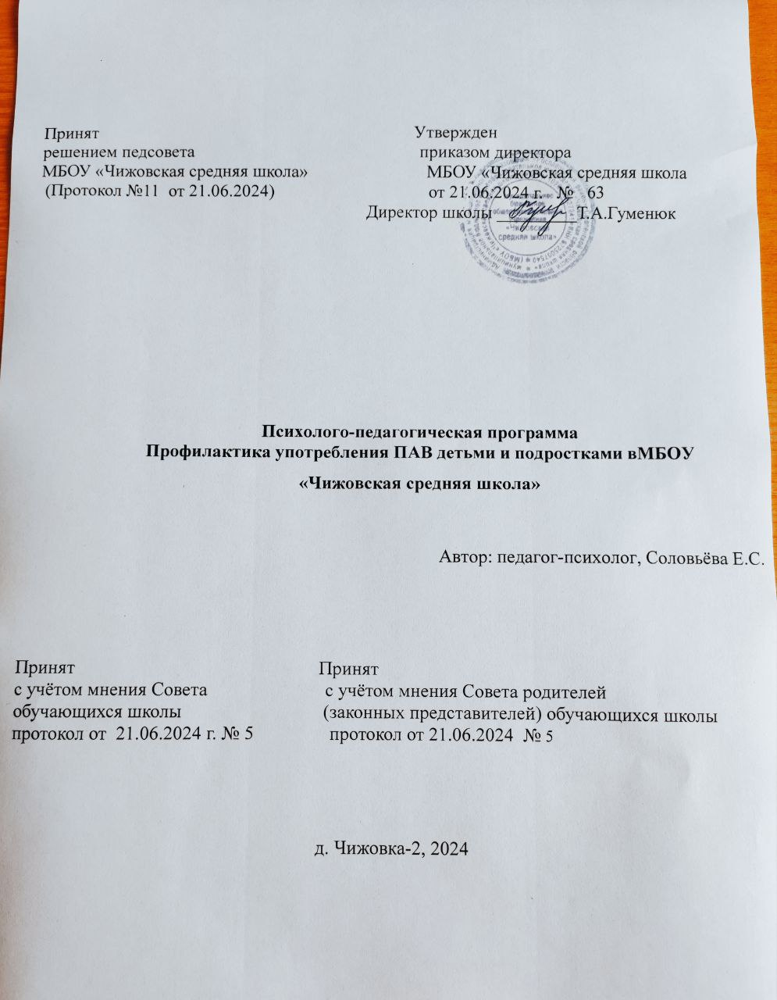 Принят
решением педсовета
МБОУ «Чижовская средняя школа»
(Протокол №11 от 21.06.2024)
Утвержден
приказом директора
МБОУ «Чижовская средняя школа
от 21.06.2024 г. № 63
Директор школы __________Т.А.Гуменюк
«Чижовская
средняя школа»
Психолого-педагогическая программа
Профилактика употребления ПАВ детьми и подростками вМБОУ
«Чижовская средняя школа»
Автор: педагог-психолог, Соловьёва Е.С.
Принят
с учётом мнения Совета
обучающихся школы
протокол от 21.06.2024 г. № 5
Принят
с учётом мнения Совета родителей
(законных представителей) обучающихся школы
протокол от 21.06.2024 № 5
д. Чижовка-2, 2024